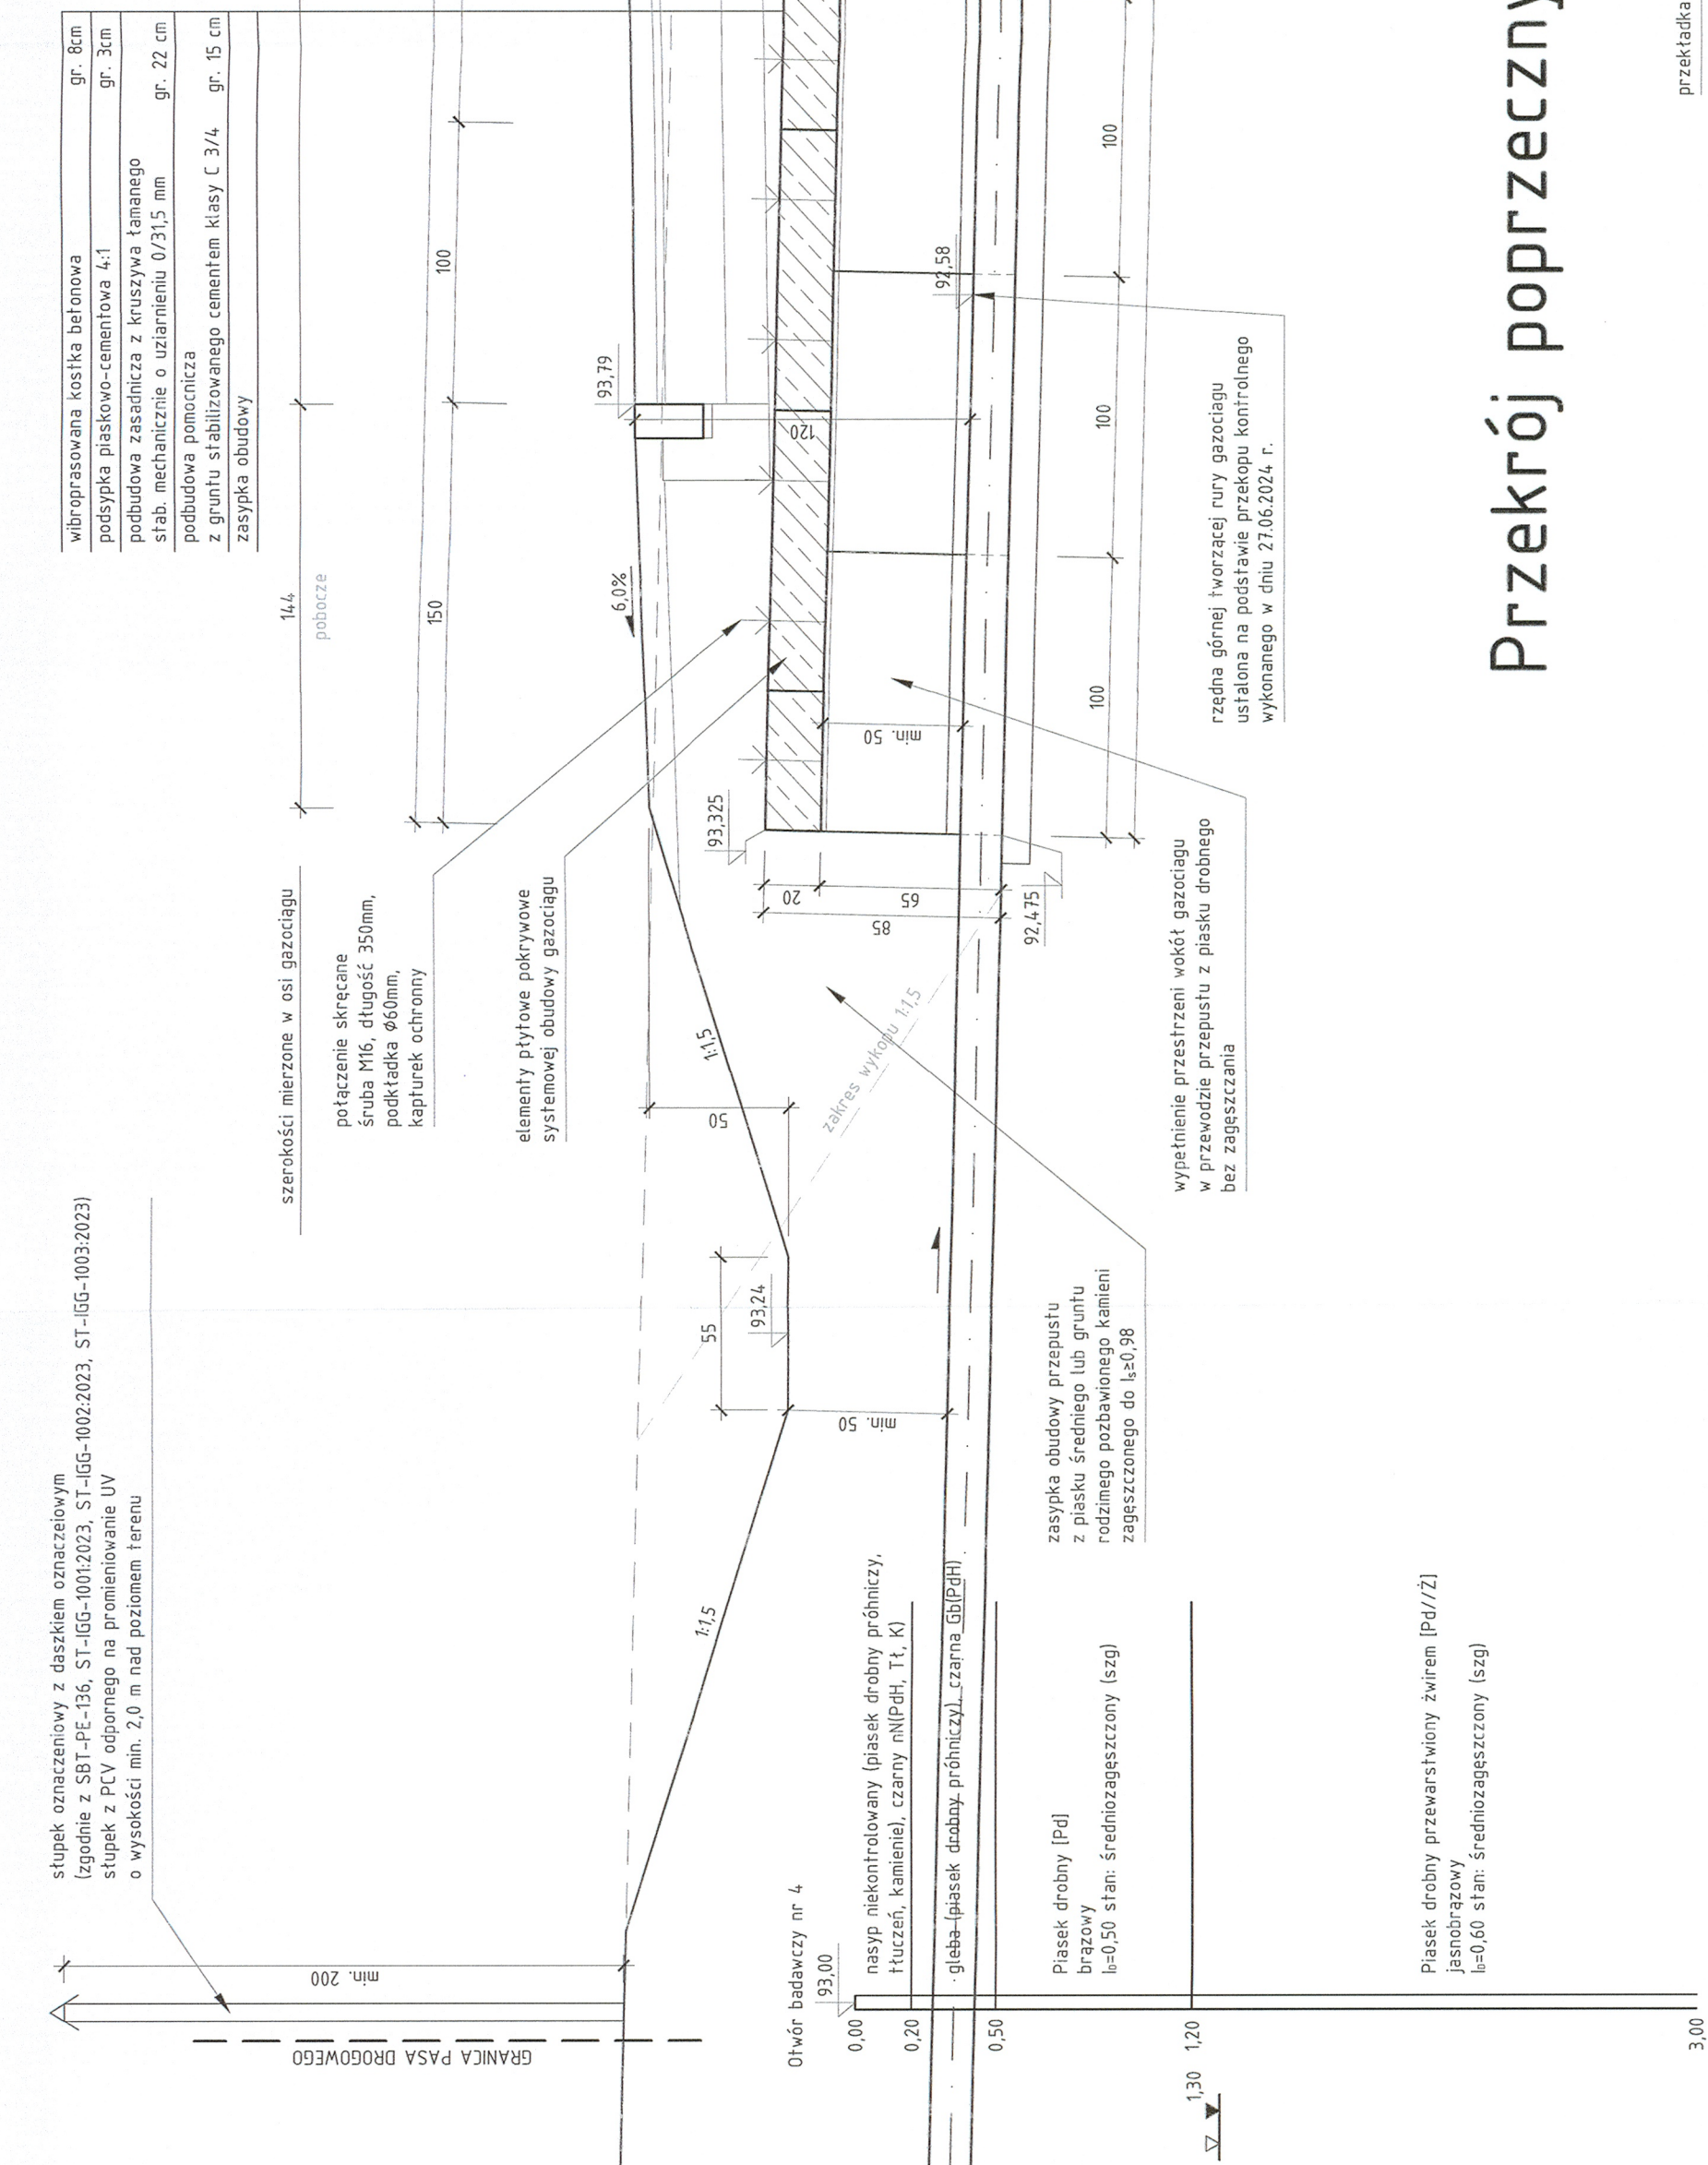 słupek oznaczeniowy z daszkiem oznaczeiowym
(zgodnie z SBT-PE-136, ST-IGG-1001:2023, ST-IGG-1002:2023, ST-IGG-1003:2023)
słupek z PCV odpornego na promieniowanie UV
o wysokości min. 2,0 m nad poziomem terenu
wibroprasowana kostka betonowa gr. 8cm
podsypka piaskowo-cementowa 4:1 gr. 3cm
podbudowa zasadnicza z kruszywa łamanego
stab. mechanicznie o uziarnieniu 0/31,5 mm gr. 22 cm
podbudowa pomocnicza
z gruntu stabilizowanego cementem klasy C 3/4 gr. 15 cm
zasypka obudowy
szerokości mierzone w osi gazociągu
144
pobocze
połączenie skręcane
śruba M16, długość 350mm,
podkładka ϕ60mm,
kapturek ochronny
150
100
elementy płytowe pokrywowe
systemowej obudowy gazociągu
min. 200
GRANICA PASA DROGOWEGO
6,0%
93,79
1:1,5
1:1,5
50
55
93,24
93,325
120
20
65
85
min. 50
min. 50
zakres wykopu 1:1,5
92,58
92,475
Otwór badawczy nr 4
93,00
0,00
0,20
0,50
1,20
1,30
3,00
nasyp niekontrolowany (piasek drobny próhniczy,
tłuczeń, kamienie), czarny nN(PdH, Tł, K)
gleba (piasek drobny próhniczy), czarna Gb(PdH)
Piasek drobny [Pd]
brązowy
I_D=0,50 stan: średniozagęszczony (szg)
Piasek drobny przewarstwiony żwirem [Pd//Ż]
jasnobrązowy
I_D=0,60 stan: średniozagęszczony (szg)
zasypka obudowy przepustu
z piasku średniego lub gruntu
rodzimego pozbawionego kamieni
zagęszczonego do I_s≥0,98
wypełnienie przestrzeni wokół gazociągu
w przewodzie przepustu z piasku drobnego
bez zagęszczania
100
100
100
rzędna górnej tworzącej rury gazociągu
ustalona na podstawie przekopu kontrolnego
wykonanego w dniu 27.06.2024 r.
Przekrój poprzeczny
przekładka